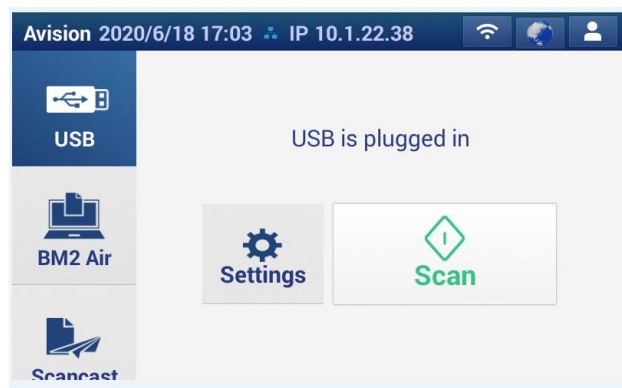 Avision 2020/6/18 17:03 IP 10.1.22.38
USB
USB is plugged in
BM2 Air
Settings
Scan
Scancast